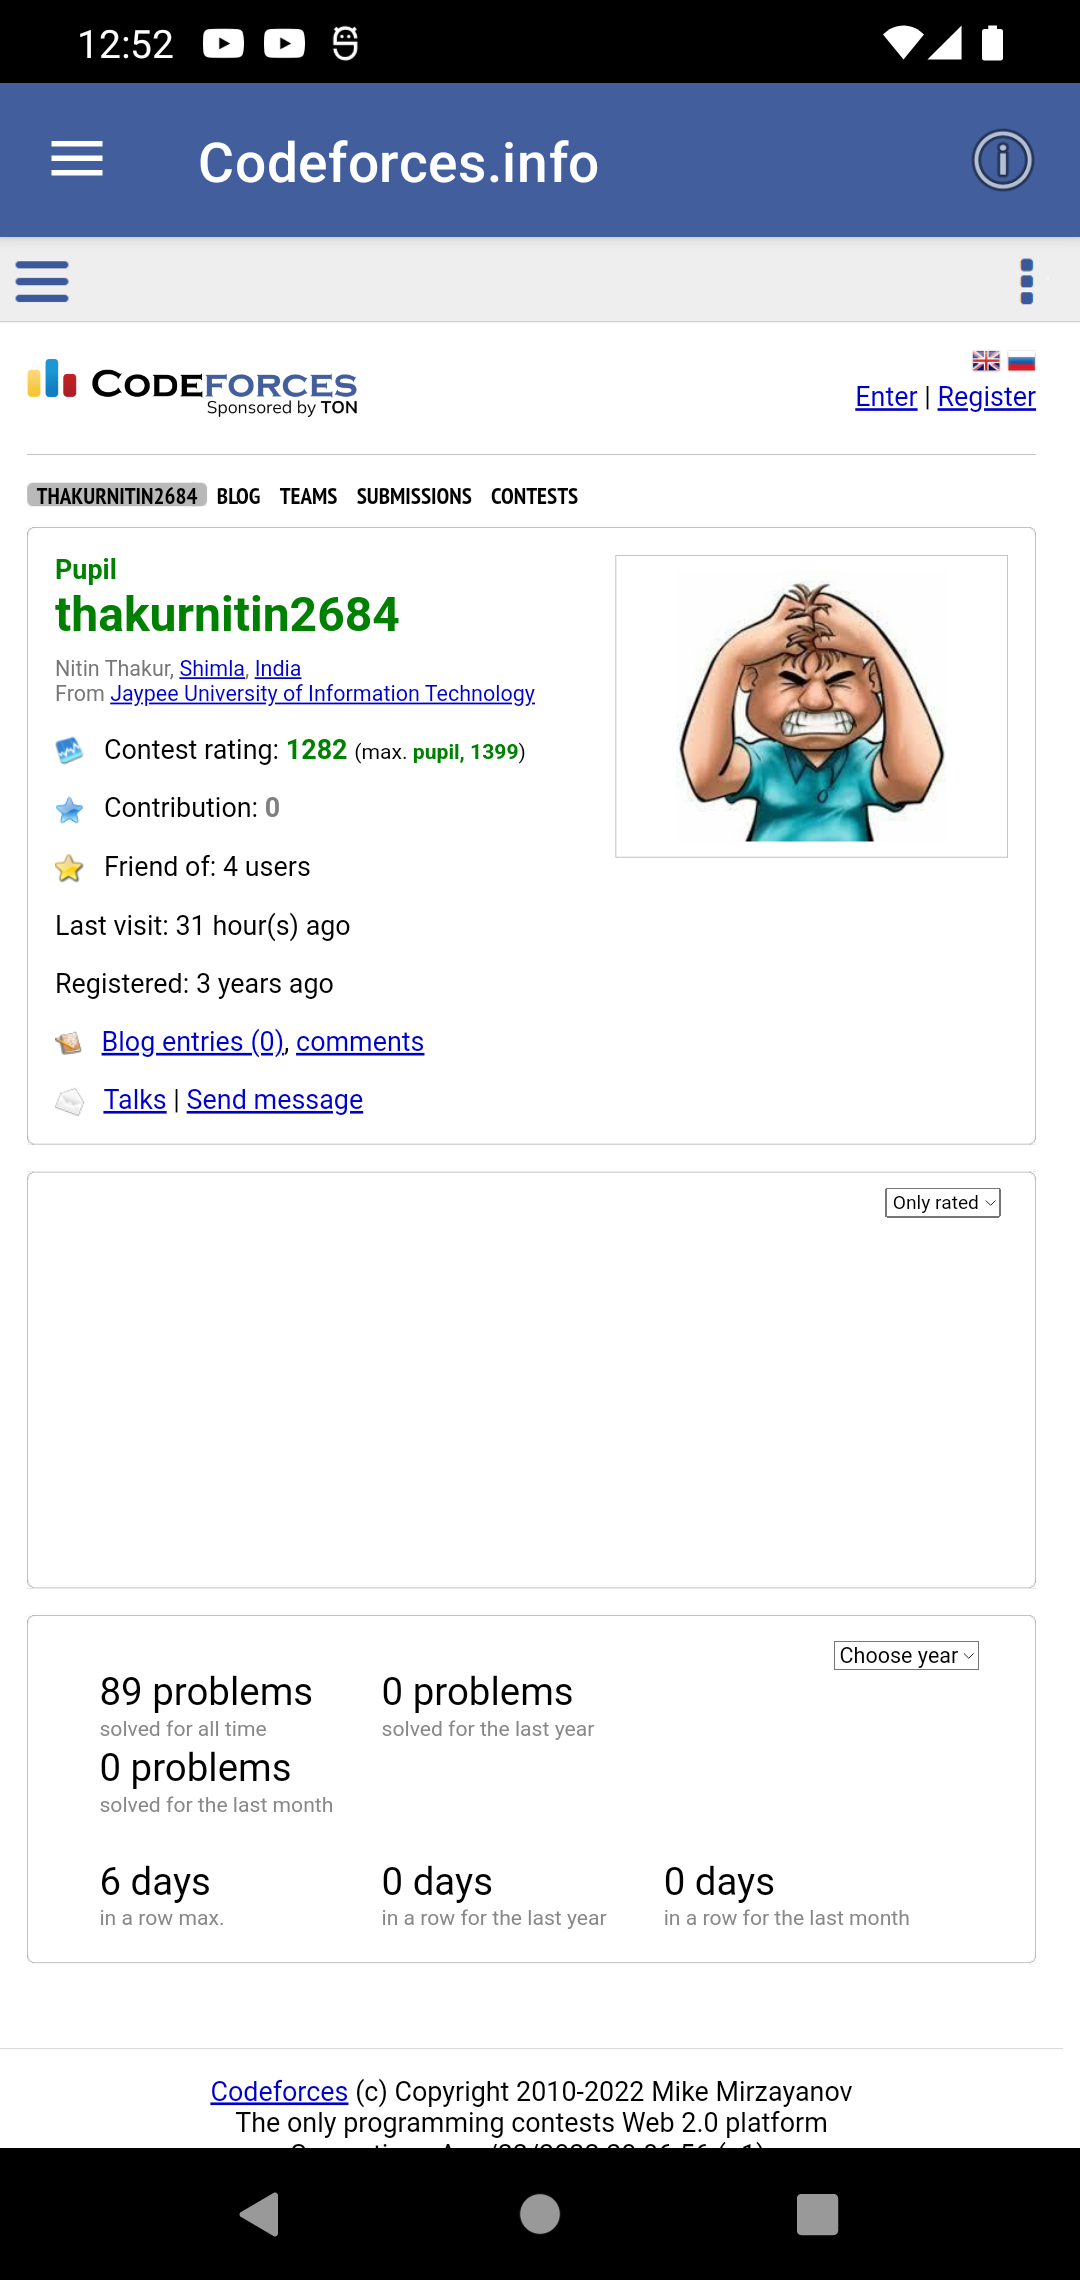 12:52
Codeforces.info
CODEFORCES
Sponsored by TON
Enter | Register
THAKURNITIN2684 BLOG TEAMS SUBMISSIONS CONTESTS
Pupil
thakurnitin2684
Nitin Thakur, Shimla, India
From Jaypee University of Information Technology
Contest rating: 1282 (max. pupil, 1399)
Contribution: 0
Friend of: 4 users
Last visit: 31 hour(s) ago
Registered: 3 years ago
Blog entries (0), comments
Talks | Send message
Only rated
Choose year
89 problems 0 problems
solved for all time solved for the last year
0 problems
solved for the last month
6 days 0 days 0 days
in a row max. in a row for the last year in a row for the last month
Codeforces (c) Copyright 2010-2022 Mike Mirzayanov
The only programming contests Web 2.0 platform